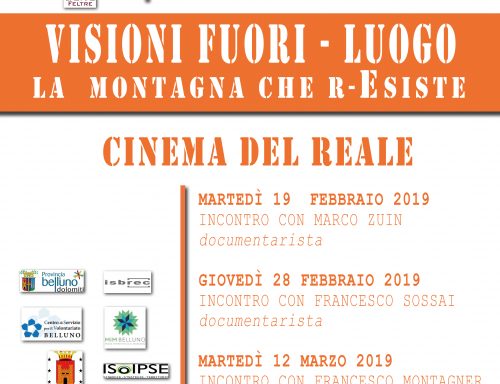 FELTRE
VISIONI FUORI - LUOGO
LA MONTAGNA CHE R-ESISTE
CINEMA DEL REALE
MARTEDÌ 19 FEBBRAIO 2019
INCONTRO CON MARCO ZUIN
documentarista
GIOVEDÌ 28 FEBBRAIO 2019
INCONTRO CON FRANCESCO SOSSAI
documentarista
MARTEDÌ 12 MARZO 2019
INCONTRO CON FRANCESCO MONTAGNER
Provincia
belluno
dolomiti
isbrec
Centro di Servizio
per il Volontariato
BELLUNO
MIM BELLUNO
ISOIPSE